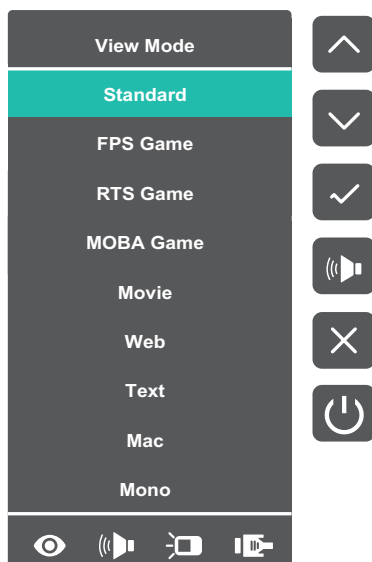 View Mode
Standard
FPS Game
RTS Game
MOBA Game
Movie
Web
Text
Mac
Mono